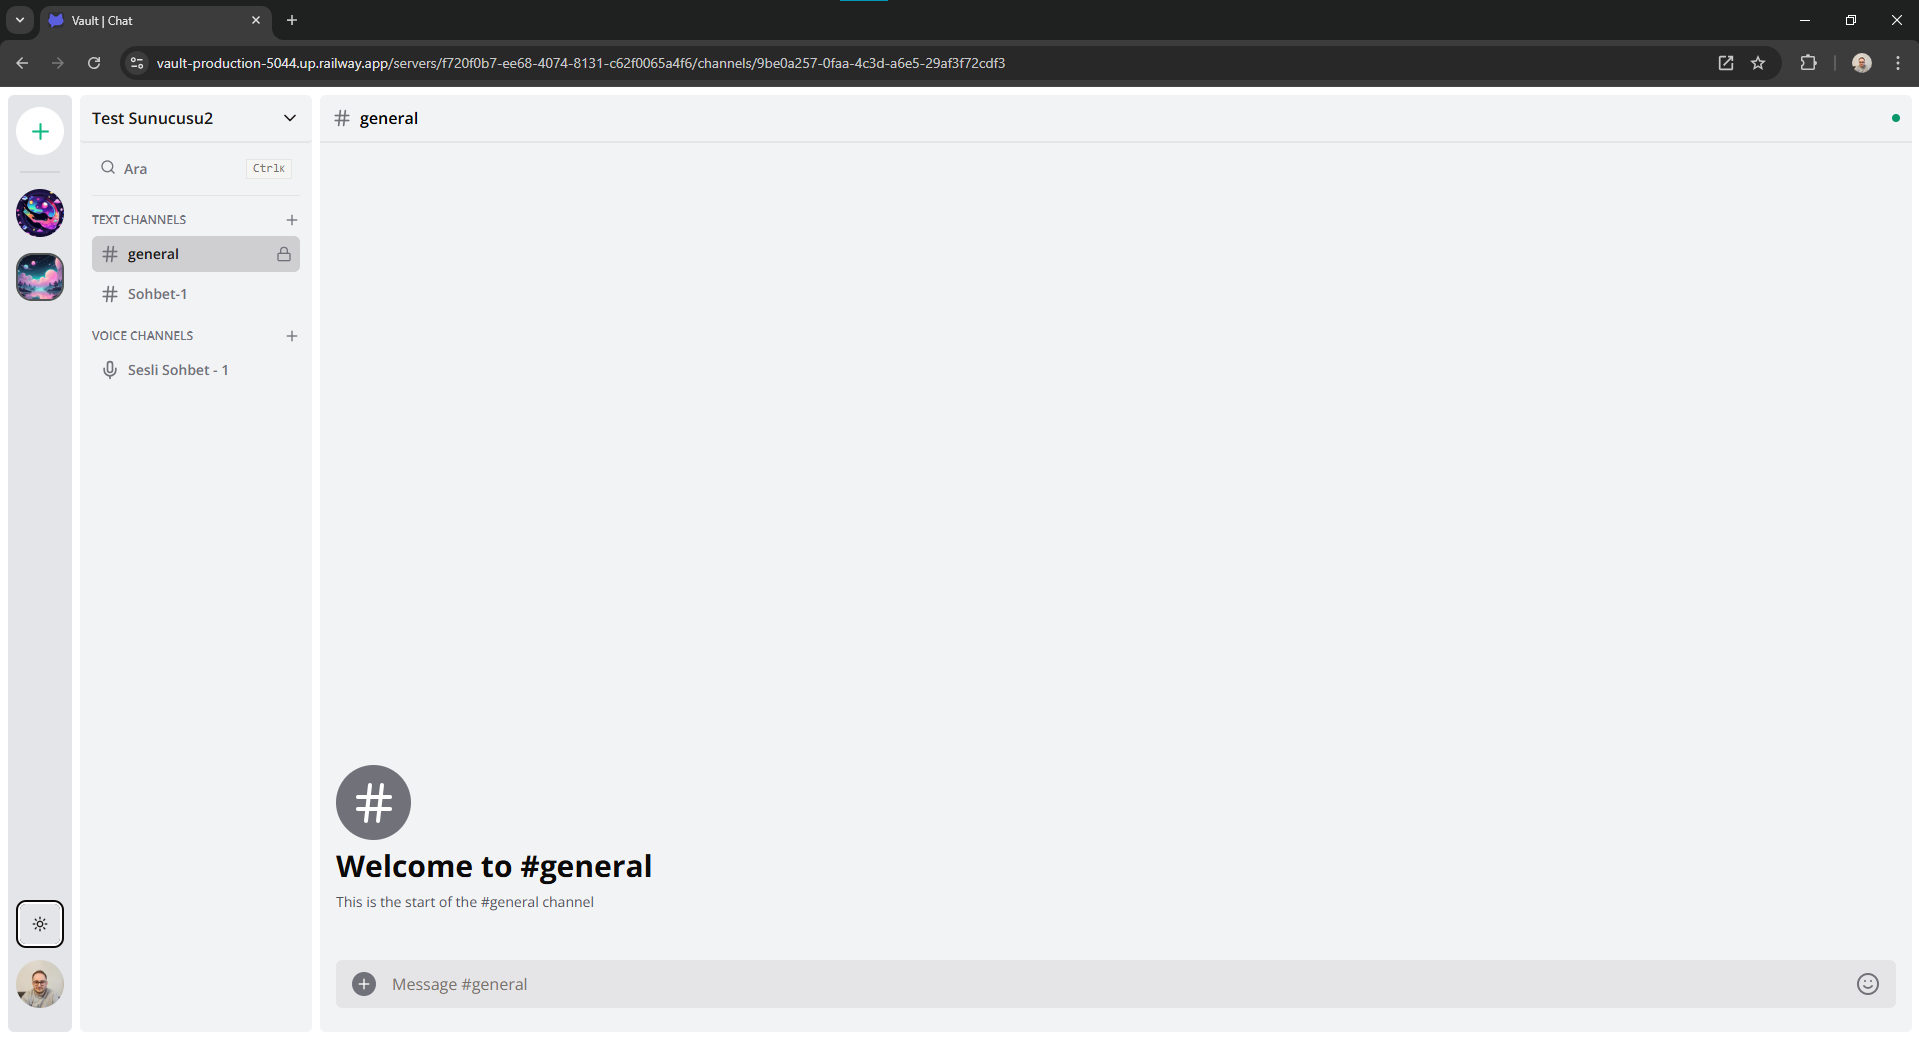 Vault | Chat
vault-production-5044.up.railway.app/servers/f720f0b7-ee68-4074-8131-c62f0065a4f6/channels/9be0a257-0faa-4c3d-a6e5-29af3f72cdf3
Test Sunucusu2
# general
Ara
CtrlK
TEXT CHANNELS
# general
# Sohbet-1
VOICE CHANNELS
Sesli Sohbet - 1
#
Welcome to #general
This is the start of the #general channel
Message #general